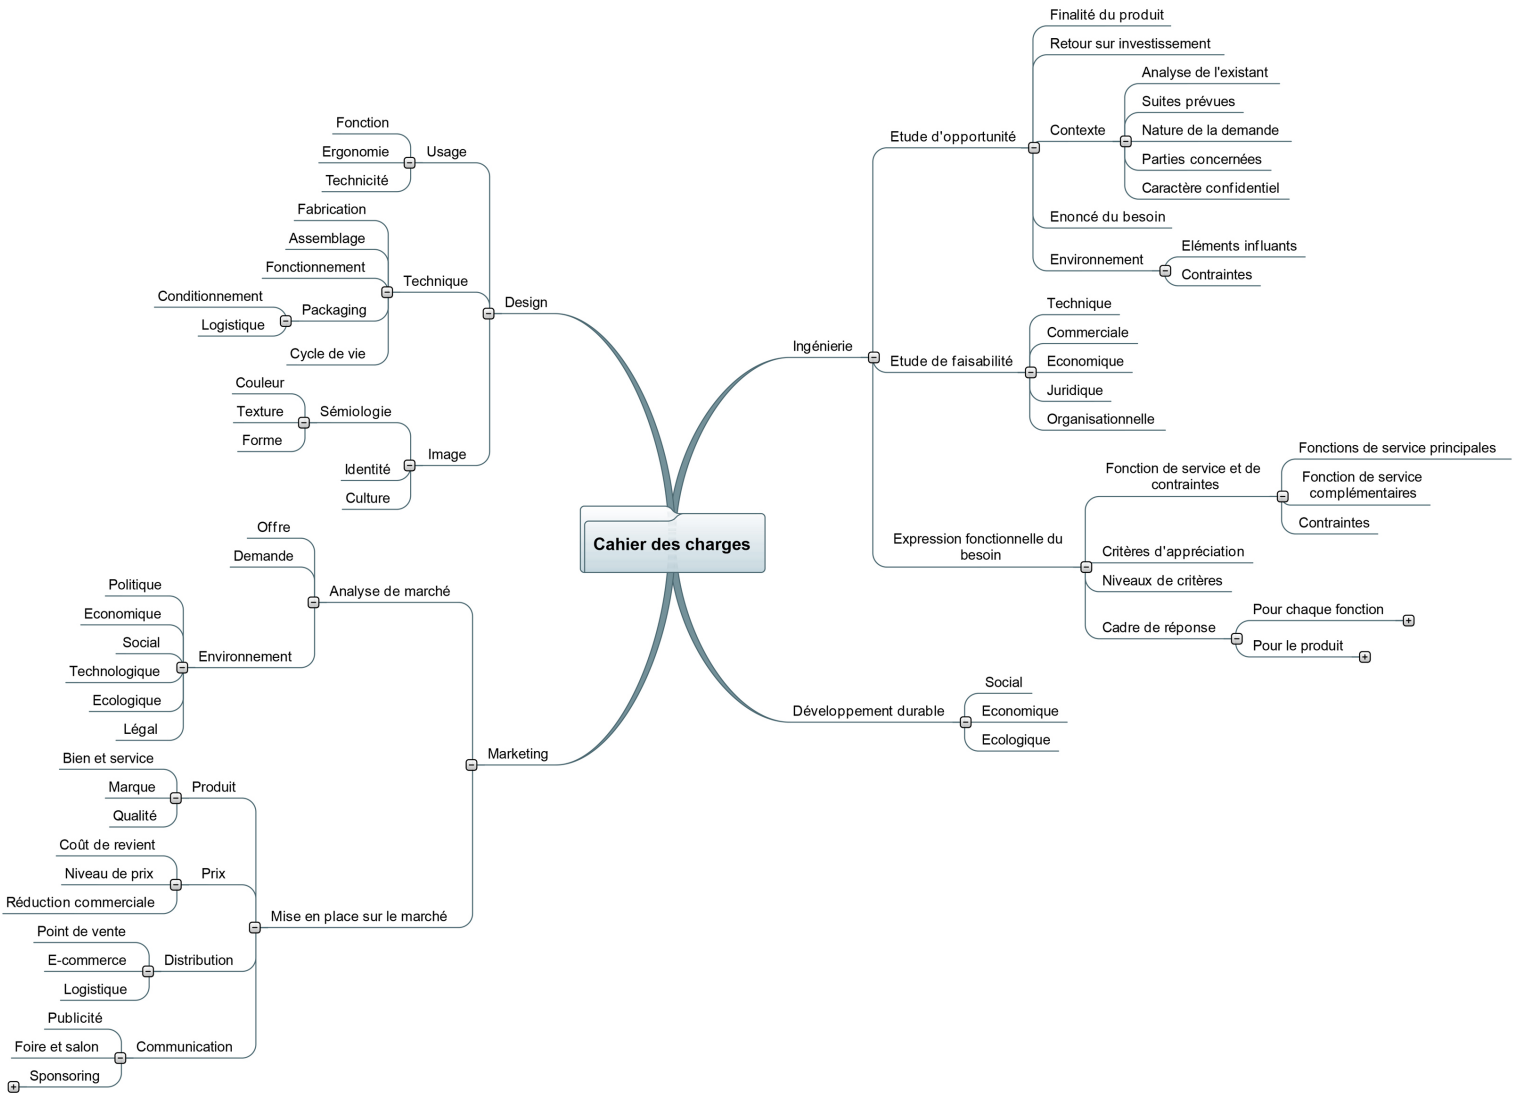 Cahier des charges
Design
Usage
Fonction
Ergonomie
Technicité
Technique
Fabrication
Assemblage
Fonctionnement
Packaging
Conditionnement
Logistique
Cycle de vie
Image
Sémiologie
Couleur
Texture
Forme
Identité
Culture
Marketing
Analyse de marché
Offre
Demande
Environnement
Politique
Economique
Social
Technologique
Ecologique
Légal
Mise en place sur le marché
Produit
Bien et service
Marque
Qualité
Prix
Coût de revient
Niveau de prix
Réduction commerciale
Distribution
Point de vente
E-commerce
Logistique
Communication
Publicité
Foire et salon
Sponsoring
Ingénierie
Etude d'opportunité
Finalité du produit
Retour sur investissement
Contexte
Analyse de l'existant
Suites prévues
Nature de la demande
Parties concernées
Caractère confidentiel
Enoncé du besoin
Environnement
Eléments influants
Contraintes
Etude de faisabilité
Technique
Commerciale
Economique
Juridique
Organisationnelle
Expression fonctionnelle du
besoin
Fonction de service et de
contraintes
Fonctions de service principales
Fonction de service
complémentaires
Contraintes
Critères d'appréciation
Niveaux de critères
Cadre de réponse
Pour chaque fonction
Pour le produit
Développement durable
Social
Economique
Ecologique